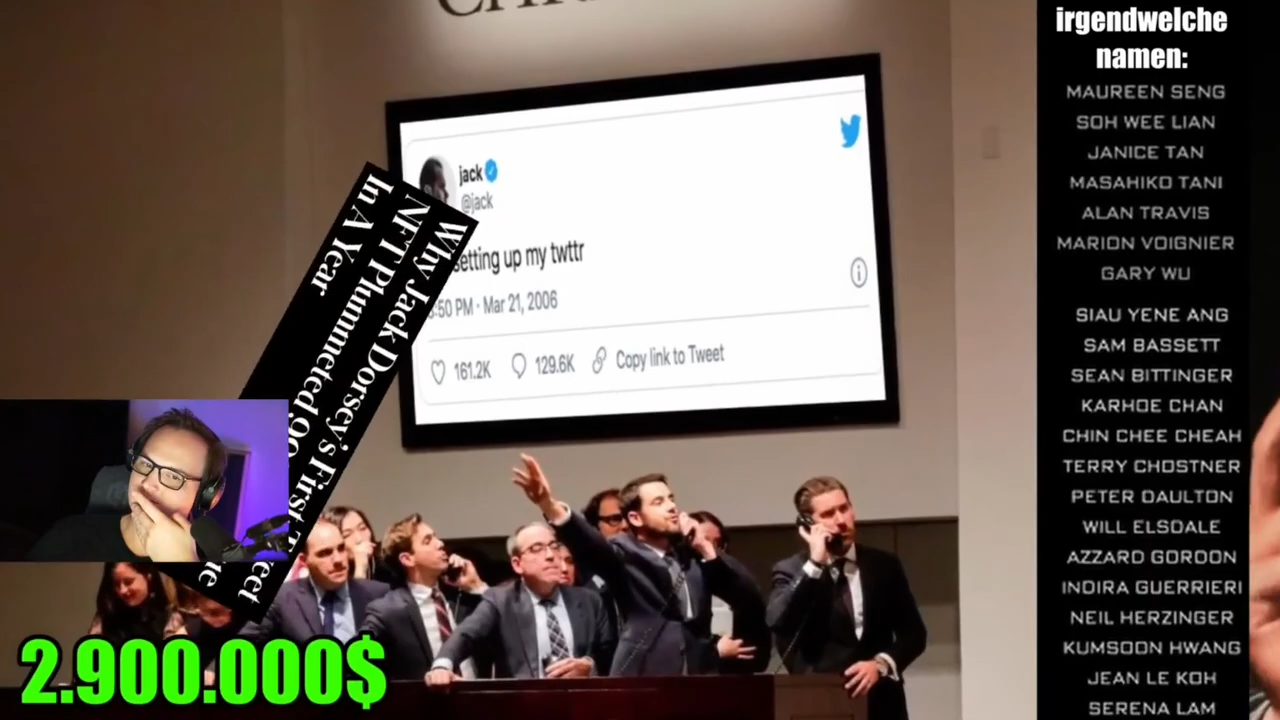 jack
@jack
setting up my twttr
:50 PM · Mar 21, 2006
161.2K
129.6K
Copy link to Tweet
Why Jack Dorsey's First
NFT Plummeted
In A Year
2.900.000$
irgendwelche
namen:
MAUREEN SENG
SOH WEE LIAN
JANICE TAN
MASAHIKO TANI
ALAN TRAVIS
MARION VOIGNIER
GARY WU
SIAU YENE ANG
SAM BASSETT
SEAN BITTINGER
KARHOE CHAN
CHIN CHEE CHEAH
TERRY CHOSTNER
PETER DAULTON
WILL ELSDALE
AZZARD GORDON
INDIRA GUERRIERI
NEIL HERZINGER
KUMSOON HWANG
JEAN LE KOH
SERENA LAM